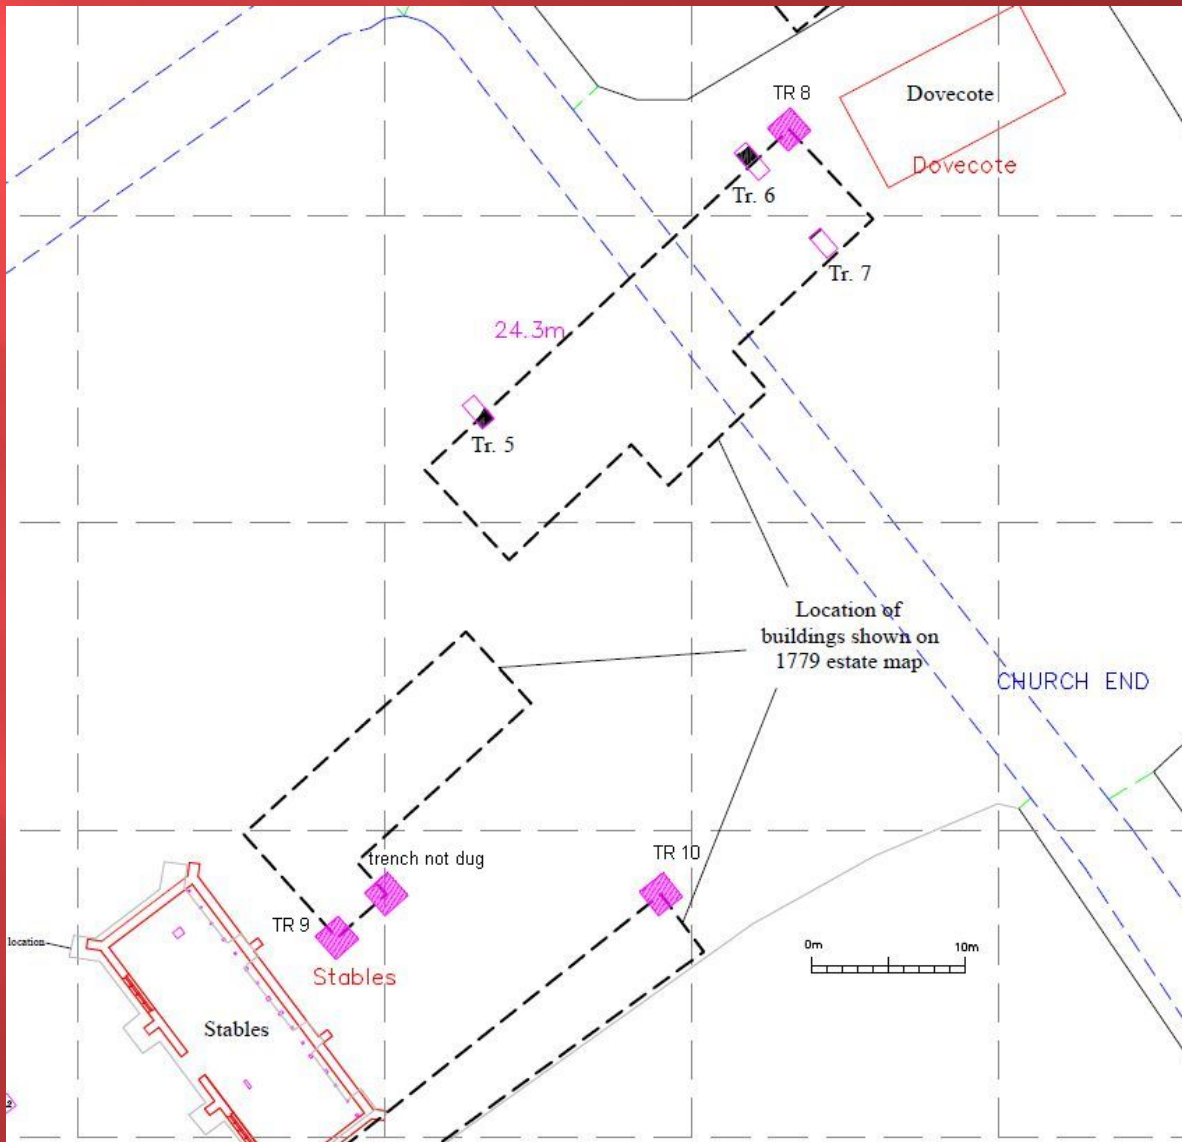 TR 8
Dovecote
Dovecote
Tr. 6
Tr. 7
24.3m
Tr. 5
Location of
buildings shown on
1779 estate map
CHURCH END
trench not dug
TR 10
TR 9
location
0m 10m
Stables
Stables
2